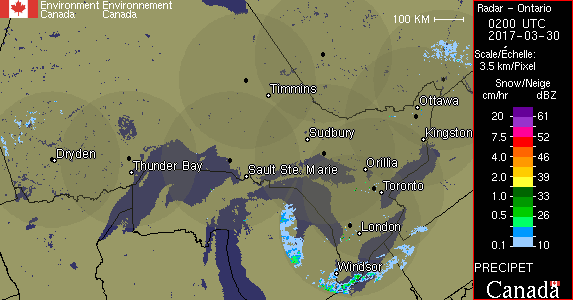 Environment Environnement
Canada Canada
100 KM
Timmins
Ottawa
Sudbury
Kingston
Dryden
Thunder Bay
Sault Ste. Marie
Orillia
Toronto
London
Windsor
Radar - Ontario
0200 UTC
2017-03-30
Scale/Échelle:
3.5 km/Pixel
Snow/Neige
cm/hr dBZ
20 61
7.5 52
4.0 46
2.0 39
1.0 33
0.5 26
0.1 10
PRECIPET
Canada